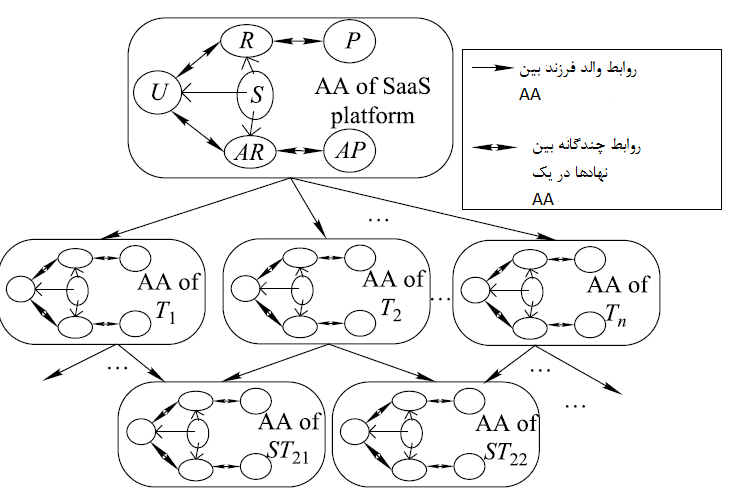 R
P
U
S
AA of SaaS
platform
AR
AP
روابط والد فرزند بین
AA
روابط چندگانه بین
نهادها در یک
AA
...
AA of
T1
AA of
T2
...
AA of
Tn
...
...
...
AA of
ST21
AA of
ST22